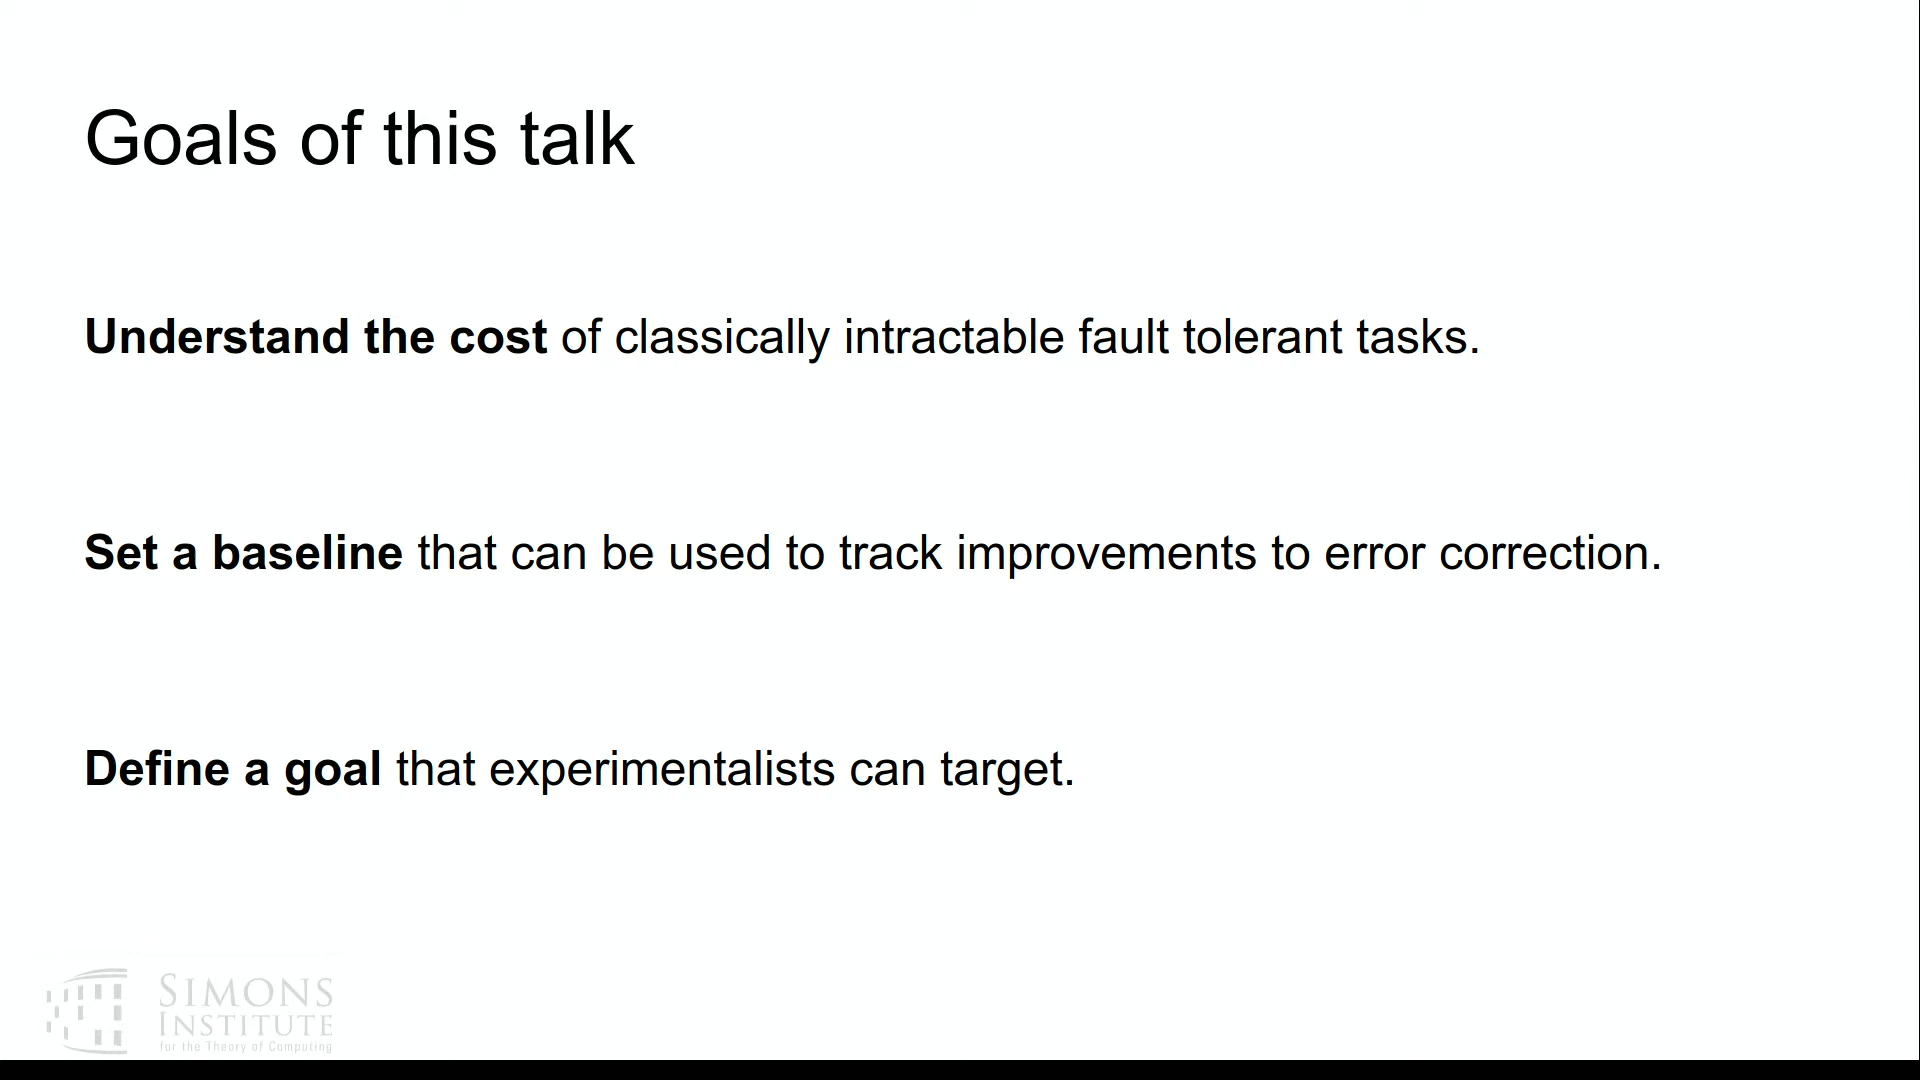 Goals of this talk
Understand the cost of classically intractable fault tolerant tasks.
Set a baseline that can be used to track improvements to error correction.
Define a goal that experimentalists can target.
SIMONS
INSTITUTE
for the Theory of Computing